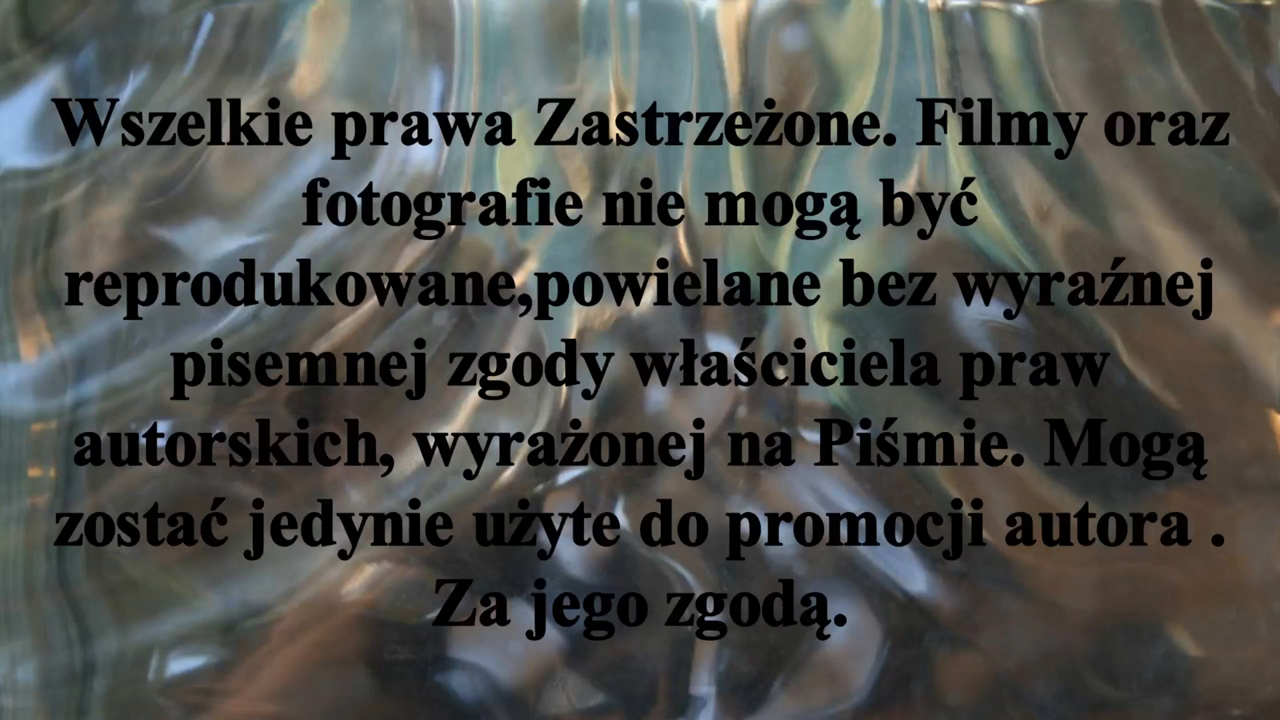 Wszelkie prawa Zastrzeżone. Filmy oraz
fotografie nie mogą być
reprodukowane,powielane bez wyraźnej
pisemnej zgody właściciela praw
autorskich, wyrażonej na Piśmie. Mogą
zostać jedynie użyte do promocji autora .
Za jego zgodą.